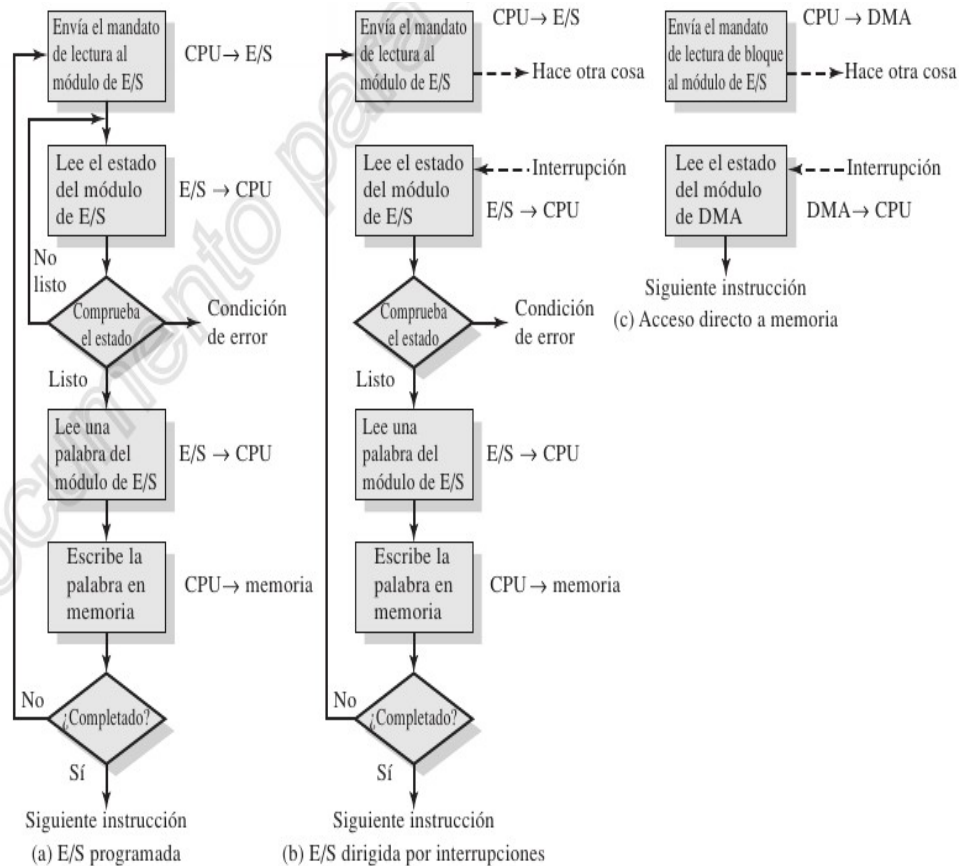 Envía el mandato
de lectura al
módulo de E/S
CPU → E/S
Lee el estado
del módulo
de E/S
E/S → CPU
No
listo
Comprueba
el estado
Condición
de error
Listo
Lee una
palabra del
módulo de E/S
E/S → CPU
Escribe la
palabra en
memoria
CPU → memoria
No
¿Completado?
Sí
Siguiente instrucción
(a) E/S programada
Envía el mandato
de lectura al
módulo de E/S
CPU → E/S
Hace otra cosa
Lee el estado
del módulo
de E/S
Interrupción
E/S → CPU
Comprueba
el estado
Condición
de error
Listo
Lee una
palabra del
módulo de E/S
E/S → CPU
Escribe la
palabra en
memoria
CPU → memoria
No
¿Completado?
Sí
Siguiente instrucción
(b) E/S dirigida por interrupciones
Envía el mandato
de lectura de bloque
al módulo de E/S
CPU → DMA
Hace otra cosa
Lee el estado
del módulo
de DMA
Interrupción
DMA → CPU
Siguiente instrucción
(c) Acceso directo a memoria
ocumento para